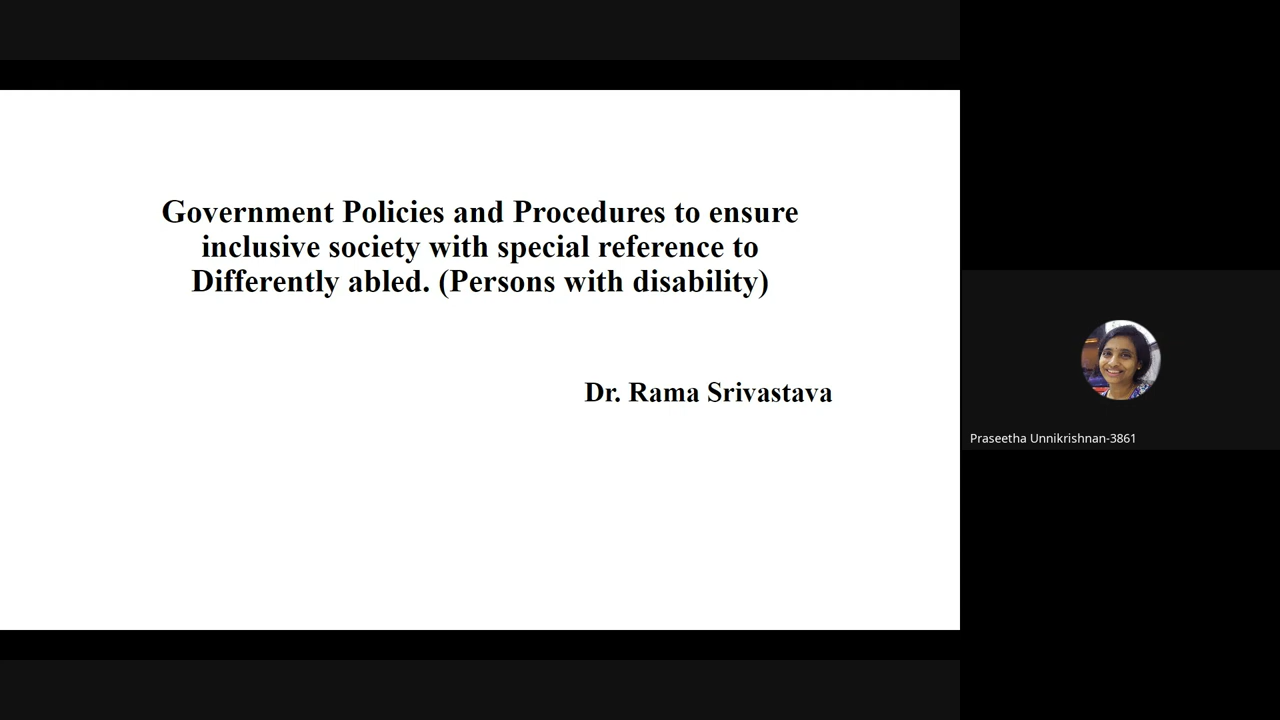 Government Policies and Procedures to ensure
inclusive society with special reference to
Differently abled. (Persons with disability)
Dr. Rama Srivastava
Praseetha Unnikrishnan-3861